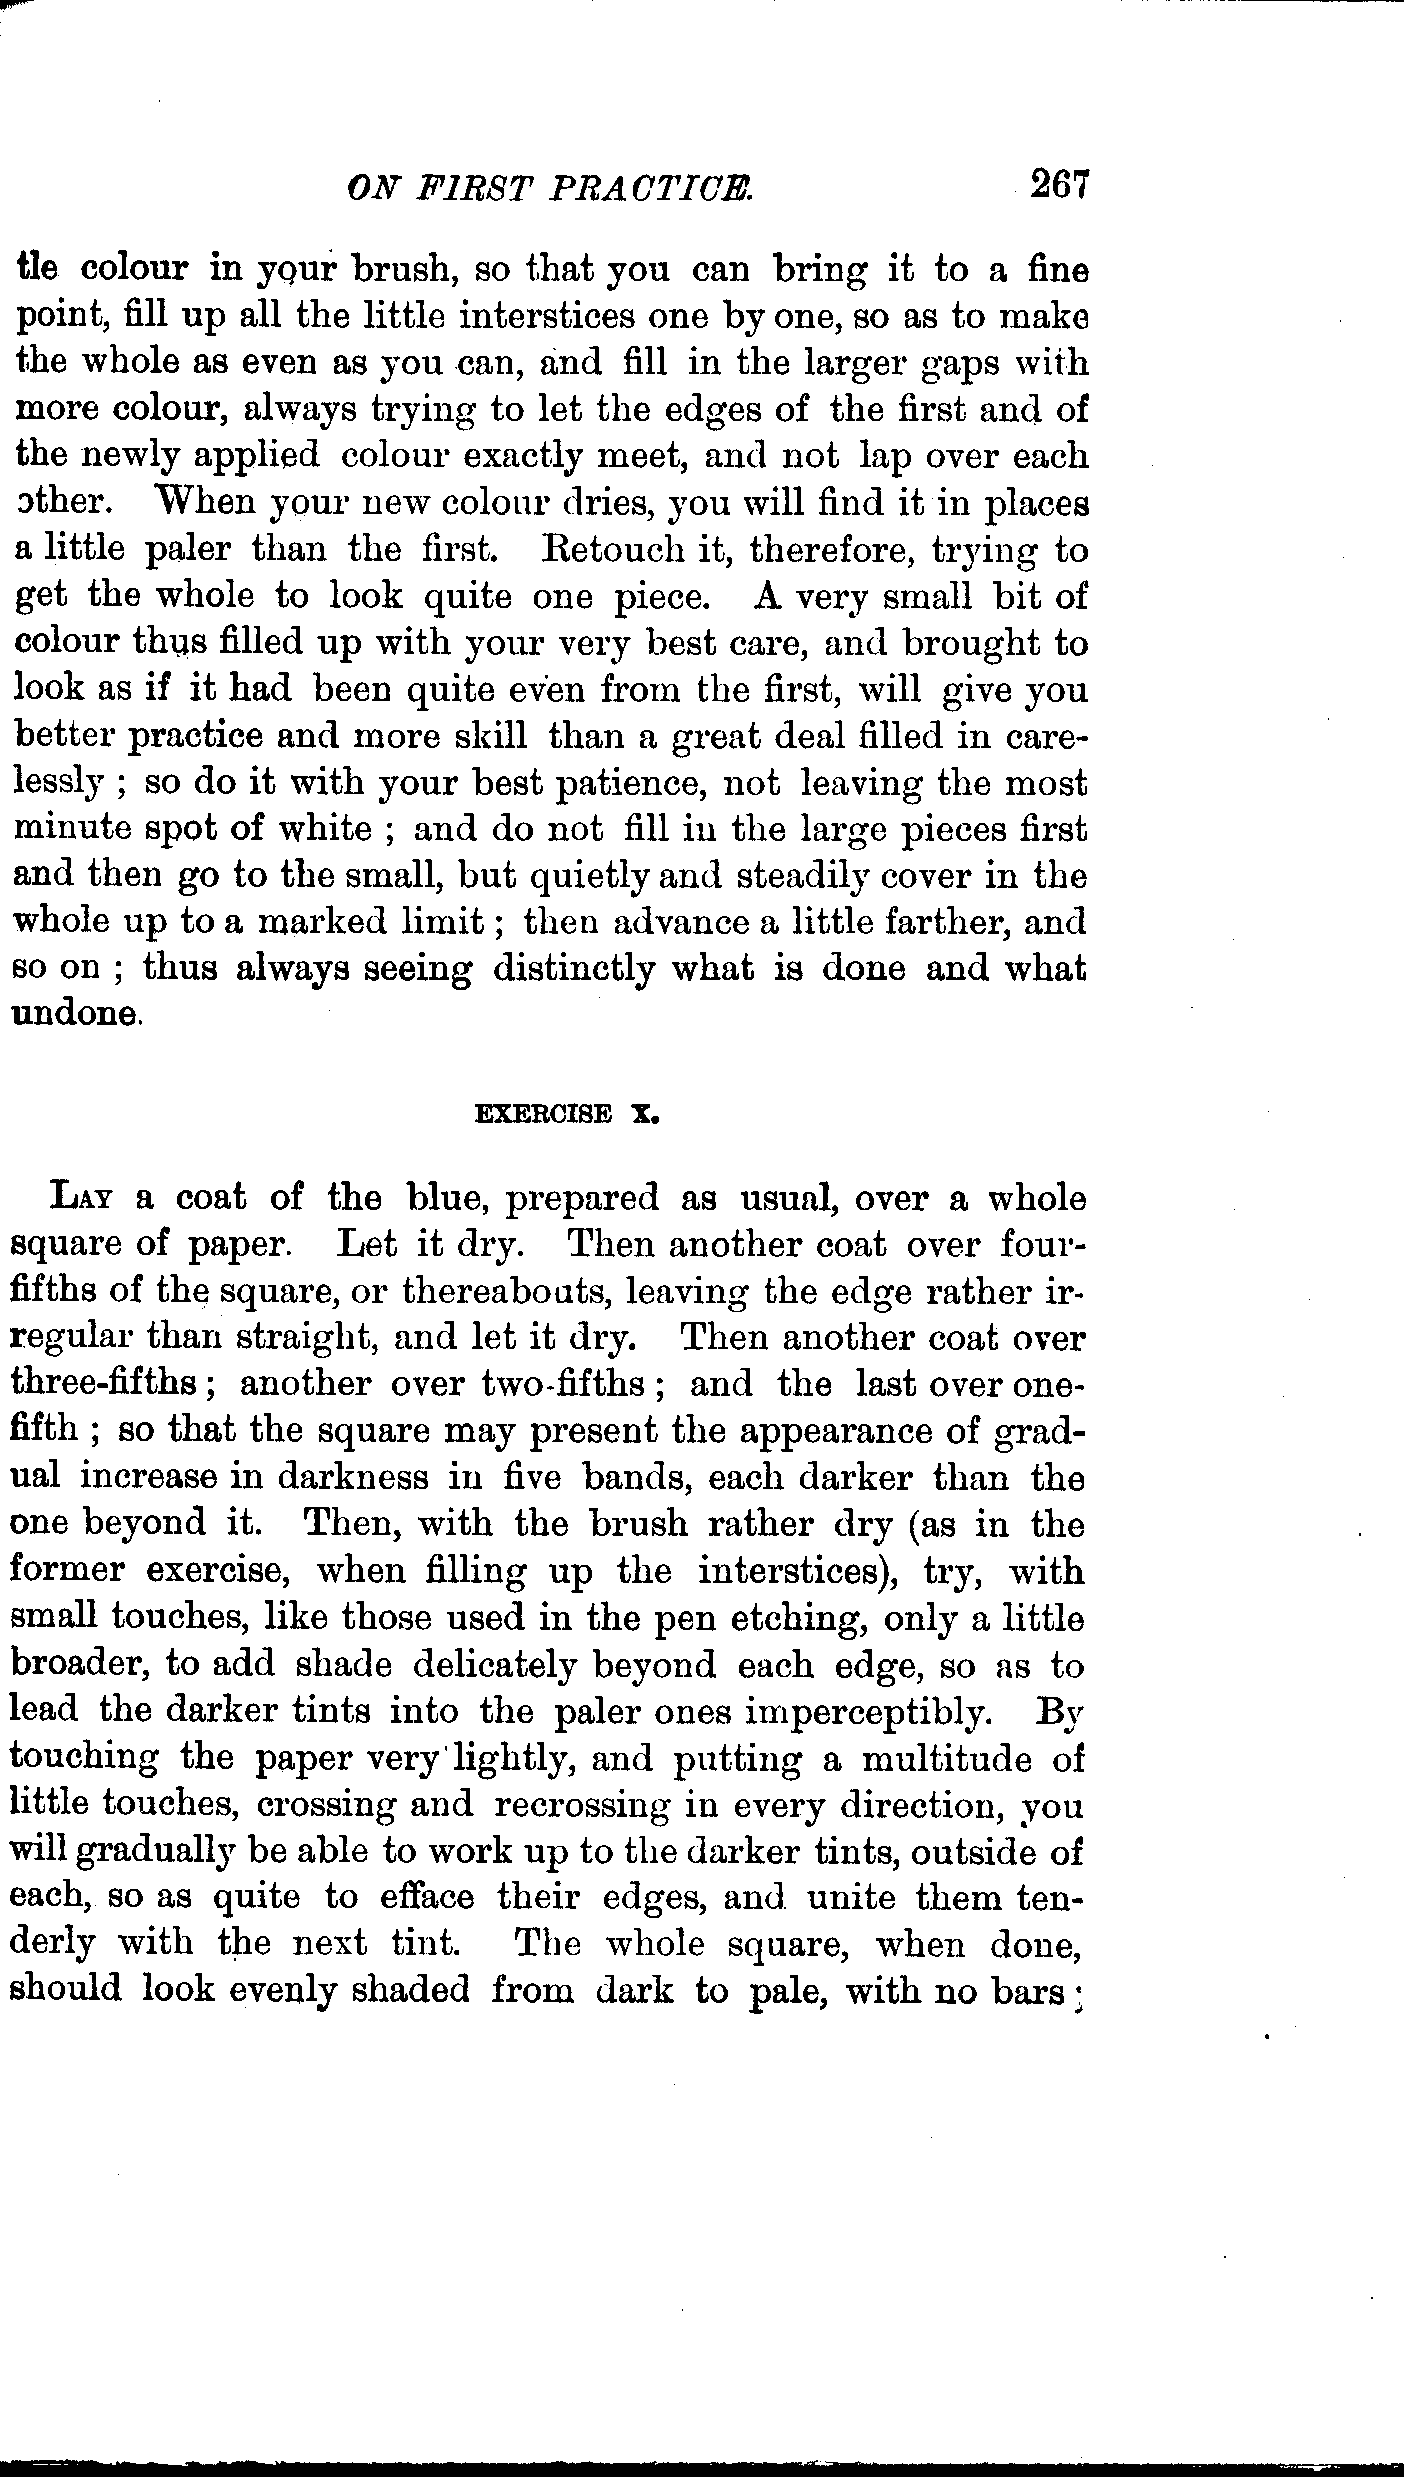 ON FIRST PRACTICE. 267
tle colour in your brush, so that you can bring it to a fine
point, fill up all the little interstices one by one, so as to make
the whole as even as you can, and fill in the larger gaps with
more colour, always trying to let the edges of the first and of
the newly applied colour exactly meet, and not lap over each
other. When your new colour dries, you will find it in places
a little paler than the first. Retouch it, therefore, trying to
get the whole to look quite one piece. A very small bit of
colour thus filled up with your very best care, and brought to
look as if it had been quite even from the first, will give you
better practice and more skill than a great deal filled in care-
lessly ; so do it with your best patience, not leaving the most
minute spot of white ; and do not fill in the large pieces first
and then go to the small, but quietly and steadily cover in the
whole up to a marked limit ; then advance a little farther, and
so on ; thus always seeing distinctly what is done and what
undone.
EXERCISE X.
LAY a coat of the blue, prepared as usual, over a whole
square of paper. Let it dry. Then another coat over four-
fifths of the square, or thereabouts, leaving the edge rather ir-
regular than straight, and let it dry. Then another coat over
three-fifths ; another over two-fifths ; and the last over one-
fifth ; so that the square may present the appearance of grad-
ual increase in darkness in five bands, each darker than the
one beyond it. Then, with the brush rather dry (as in the
former exercise, when filling up the interstices), try, with
small touches, like those used in the pen etching, only a little
broader, to add shade delicately beyond each edge, so as to
lead the darker tints into the paler ones imperceptibly. By
touching the paper very lightly, and putting a multitude of
little touches, crossing and recrossing in every direction, you
will gradually be able to work up to the darker tints, outside of
each, so as quite to efface their edges, and unite them ten-
derly with the next tint. The whole square, when done,
should look evenly shaded from dark to pale, with no bars ;